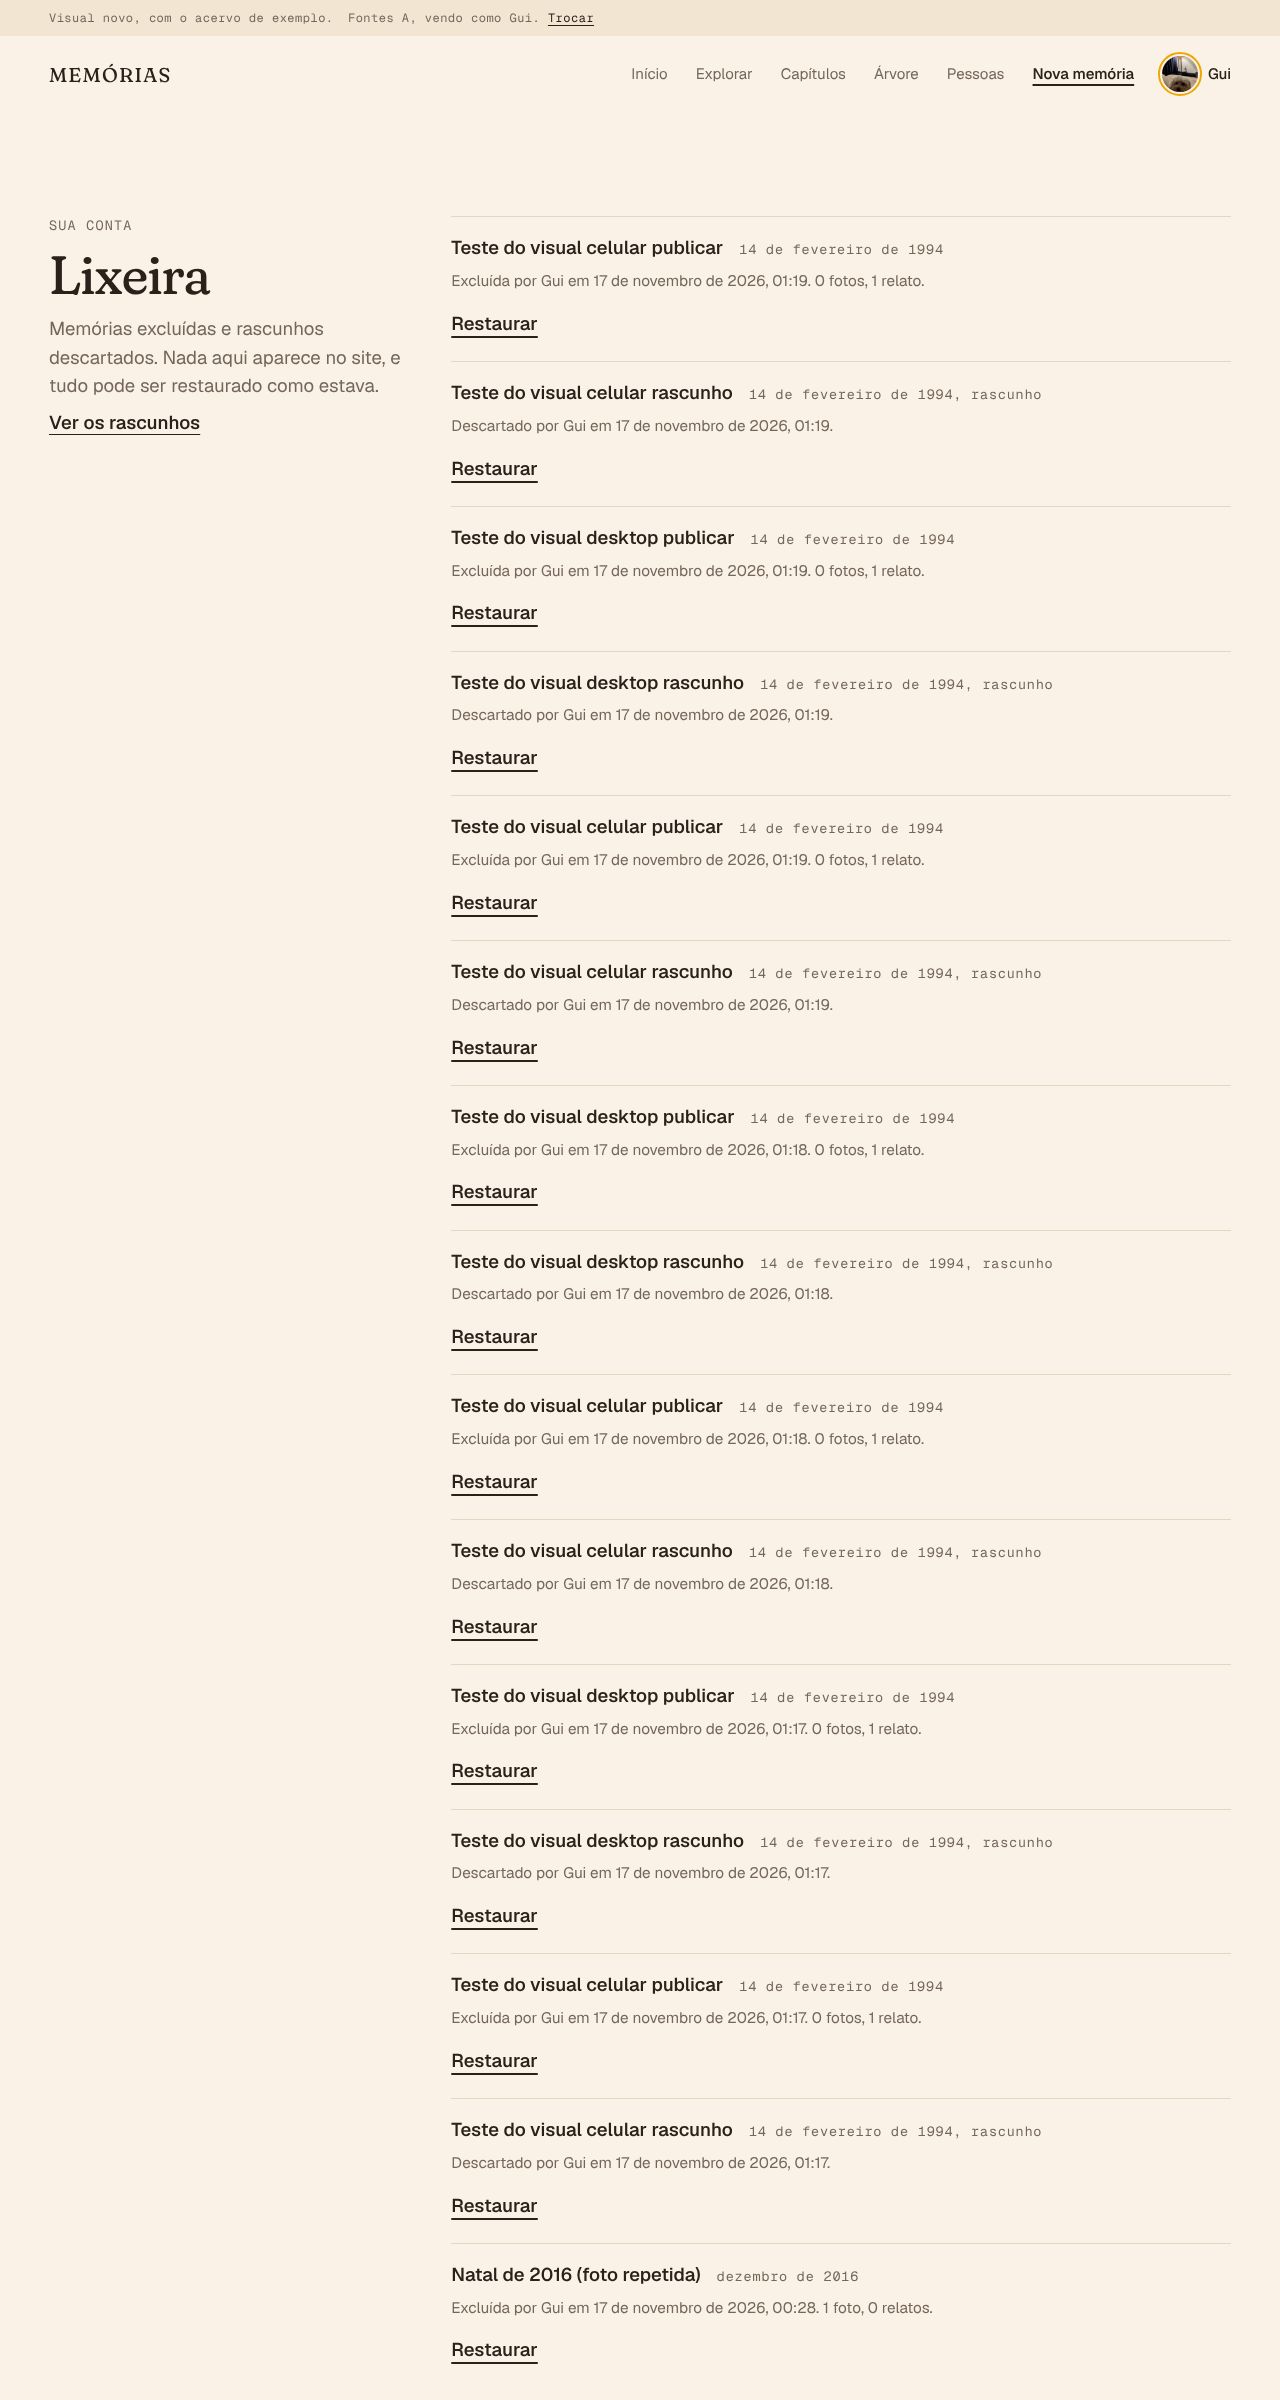 Visual novo, com o acervo de exemplo. Fontes A, vendo como Gui. Trocar
MEMÓRIAS
Início Explorar Capítulos Árvore Pessoas Nova memória Gui
SUA CONTA
Lixeira
Memórias excluídas e rascunhos
descartados. Nada aqui aparece no site, e
tudo pode ser restaurado como estava.
Ver os rascunhos
Teste do visual celular publicar 14 de fevereiro de 1994
Excluída por Gui em 17 de novembro de 2026, 01:19. 0 fotos, 1 relato.
Restaurar
Teste do visual celular rascunho 14 de fevereiro de 1994, rascunho
Descartado por Gui em 17 de novembro de 2026, 01:19.
Restaurar
Teste do visual desktop publicar 14 de fevereiro de 1994
Excluída por Gui em 17 de novembro de 2026, 01:19. 0 fotos, 1 relato.
Restaurar
Teste do visual desktop rascunho 14 de fevereiro de 1994, rascunho
Descartado por Gui em 17 de novembro de 2026, 01:19.
Restaurar
Teste do visual celular publicar 14 de fevereiro de 1994
Excluída por Gui em 17 de novembro de 2026, 01:19. 0 fotos, 1 relato.
Restaurar
Teste do visual celular rascunho 14 de fevereiro de 1994, rascunho
Descartado por Gui em 17 de novembro de 2026, 01:19.
Restaurar
Teste do visual desktop publicar 14 de fevereiro de 1994
Excluída por Gui em 17 de novembro de 2026, 01:18. 0 fotos, 1 relato.
Restaurar
Teste do visual desktop rascunho 14 de fevereiro de 1994, rascunho
Descartado por Gui em 17 de novembro de 2026, 01:18.
Restaurar
Teste do visual celular publicar 14 de fevereiro de 1994
Excluída por Gui em 17 de novembro de 2026, 01:18. 0 fotos, 1 relato.
Restaurar
Teste do visual celular rascunho 14 de fevereiro de 1994, rascunho
Descartado por Gui em 17 de novembro de 2026, 01:18.
Restaurar
Teste do visual desktop publicar 14 de fevereiro de 1994
Excluída por Gui em 17 de novembro de 2026, 01:17. 0 fotos, 1 relato.
Restaurar
Teste do visual desktop rascunho 14 de fevereiro de 1994, rascunho
Descartado por Gui em 17 de novembro de 2026, 01:17.
Restaurar
Teste do visual celular publicar 14 de fevereiro de 1994
Excluída por Gui em 17 de novembro de 2026, 01:17. 0 fotos, 1 relato.
Restaurar
Teste do visual celular rascunho 14 de fevereiro de 1994, rascunho
Descartado por Gui em 17 de novembro de 2026, 01:17.
Restaurar
Natal de 2016 (foto repetida) dezembro de 2016
Excluída por Gui em 17 de novembro de 2026, 00:28. 1 foto, 0 relatos.
Restaurar